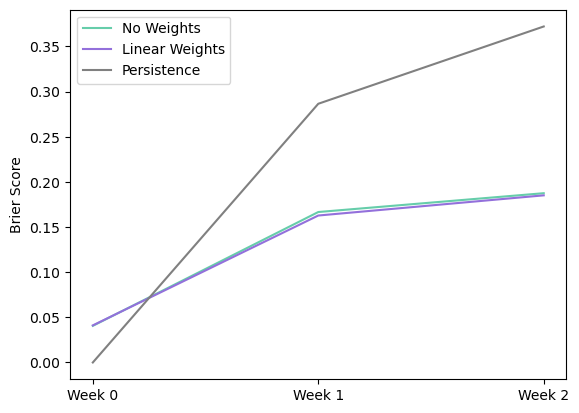 No Weights
Linear Weights
Persistence
Brier Score
0.35
0.30
0.25
0.20
0.15
0.10
0.05
0.00
Week 0
Week 1
Week 2